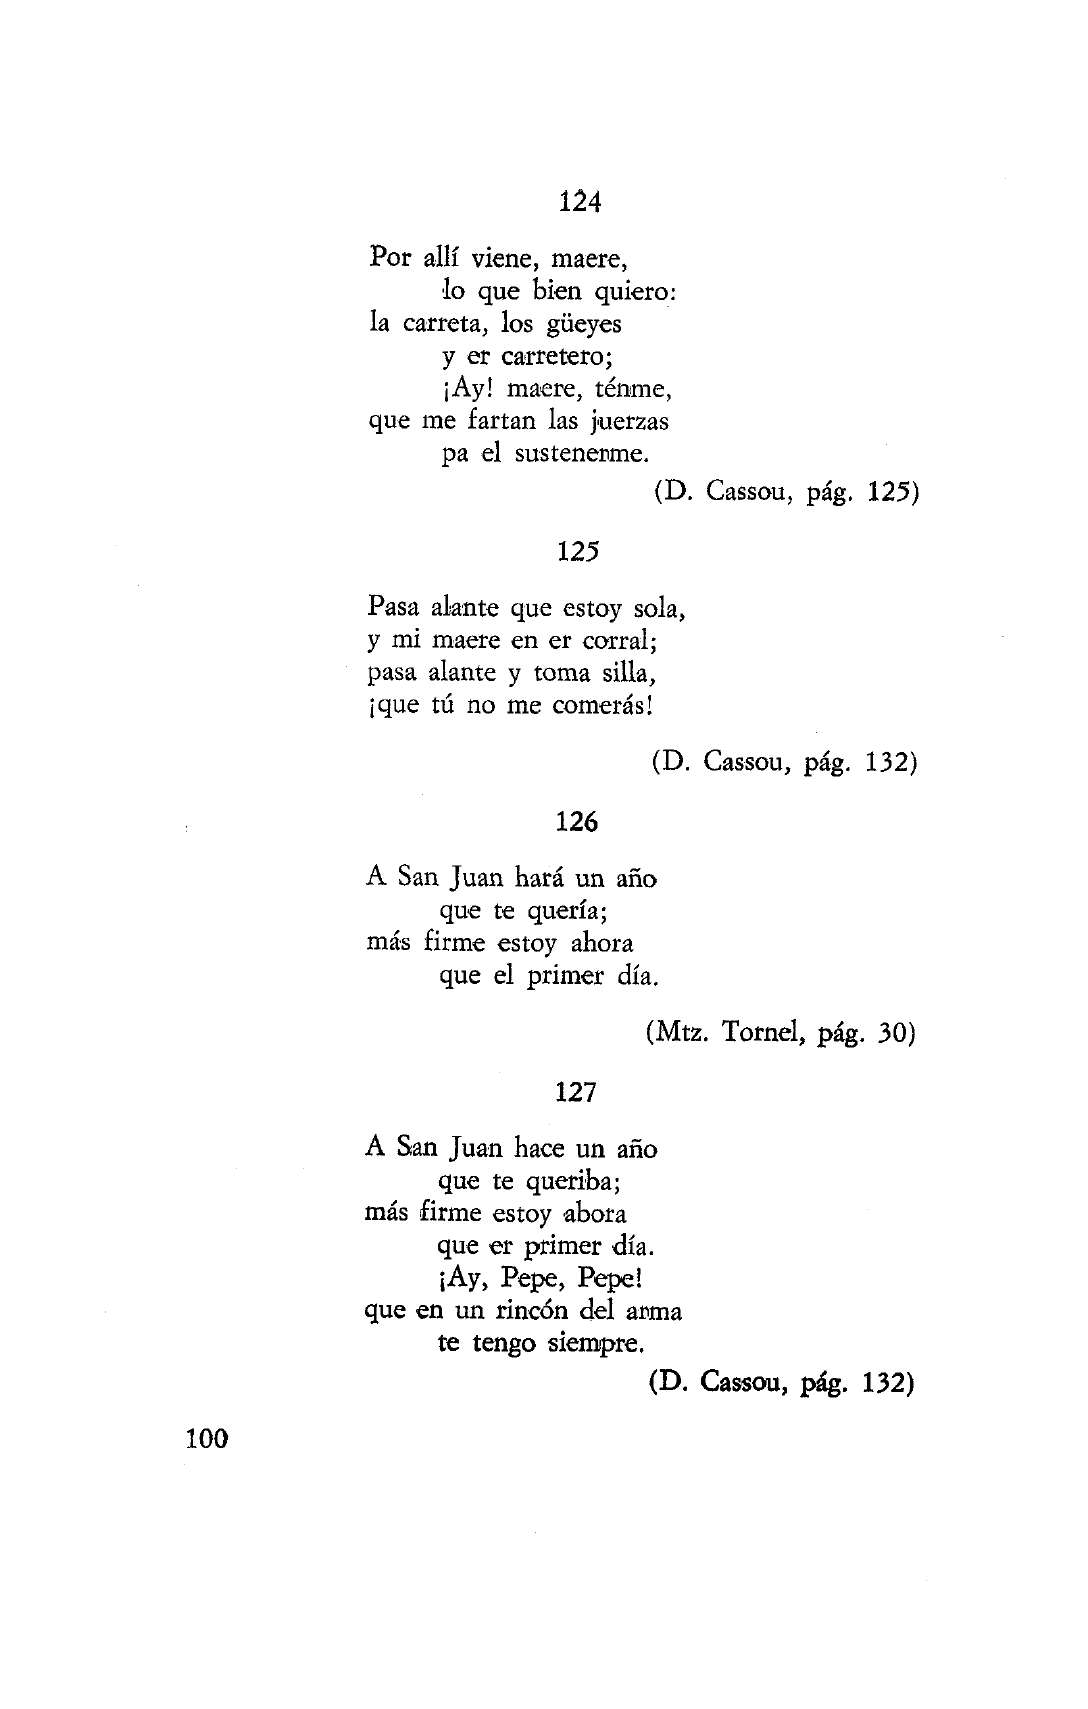 124
Por allí viene, maere,
lo que bien quiero:
la carreta, los güeyes
y er carretero;
¡Ay! maere, ténme,
que me fartan las juerzas
pa el sustenerme.
(D. Cassou, pág. 125)
125
Pasa alante que estoy sola,
y mi maere en er corral;
pasa alante y toma silla,
¡que tú no me comerás!
(D. Cassou, pág. 132)
126
A San Juan hará un año
que te quería;
más firme estoy ahora
que el primer día.
(Mtz. Tornel, pág. 30)
127
A San Juan hace un año
que te queriba;
más firme estoy abora
que er primer día.
¡Ay, Pepe, Pepe!
que en un rincón del arma
te tengo siempre.
(D. Cassou, pág. 132)
100